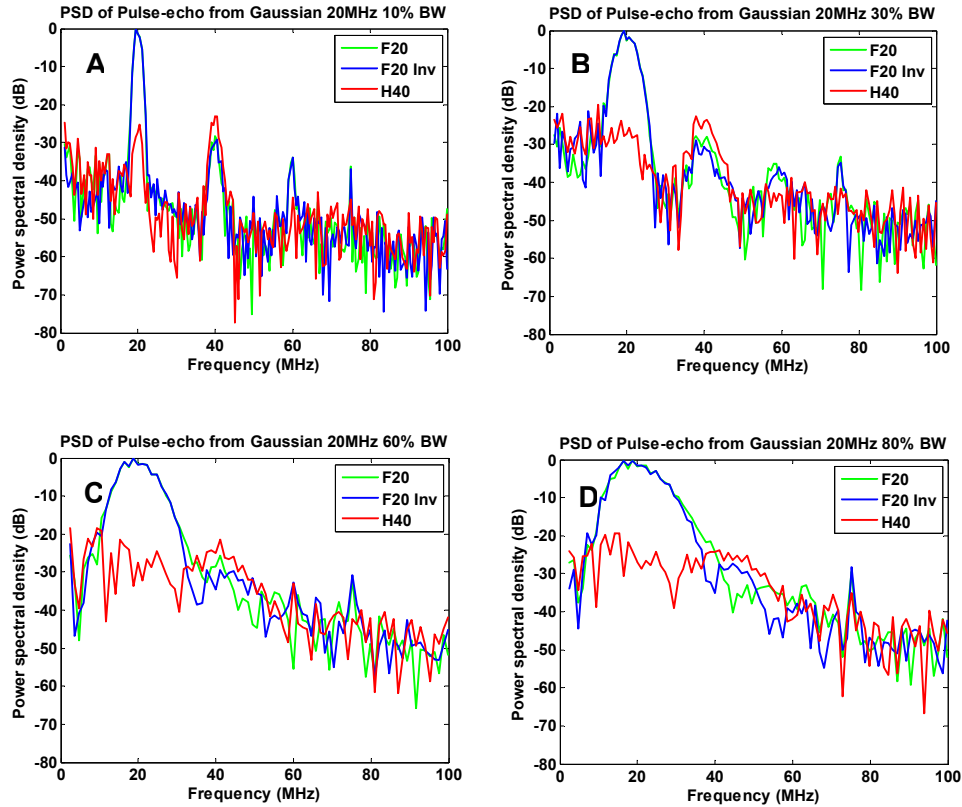 PSD of Pulse-echo from Gaussian 20MHz 10% BW
A
F20
F20 Inv
H40
Power spectral density (dB)
0
-10
-20
-30
-40
-50
-60
-70
-80
0 20 40 60 80 100
Frequency (MHz)
PSD of Pulse-echo from Gaussian 20MHz 30% BW
B
F20
F20 Inv
H40
Power spectral density (dB)
0
-10
-20
-30
-40
-50
-60
-70
-80
0 20 40 60 80 100
Frequency (MHz)
PSD of Pulse-echo from Gaussian 20MHz 60% BW
C
F20
F20 Inv
H40
Power spectral density (dB)
0
-10
-20
-30
-40
-50
-60
-70
-80
0 20 40 60 80 100
Frequency (MHz)
PSD of Pulse-echo from Gaussian 20MHz 80% BW
D
F20
F20 Inv
H40
Power spectral density (dB)
0
-10
-20
-30
-40
-50
-60
-70
-80
0 20 40 60 80 100
Frequency (MHz)